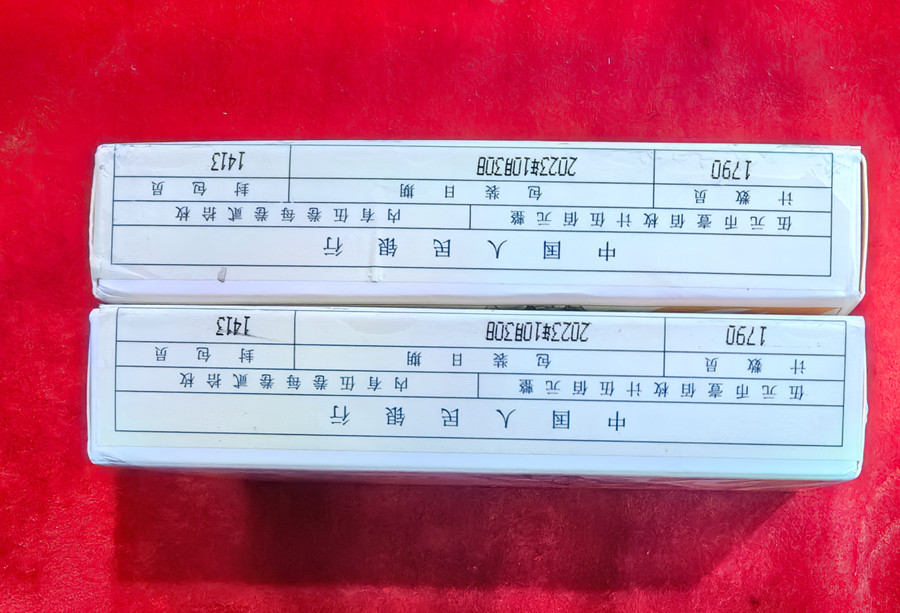 中国人民银行
伍元币壹佰枚计伍佰元整 内有伍卷每卷贰拾枚
计数员 包装日期 封包员
1790 2023年10月30日 1413
中国人民银行
伍元币壹佰枚计伍佰元整 内有伍卷每卷贰拾枚
计数员 包装日期 封包员
1790 2023年10月30日 1413